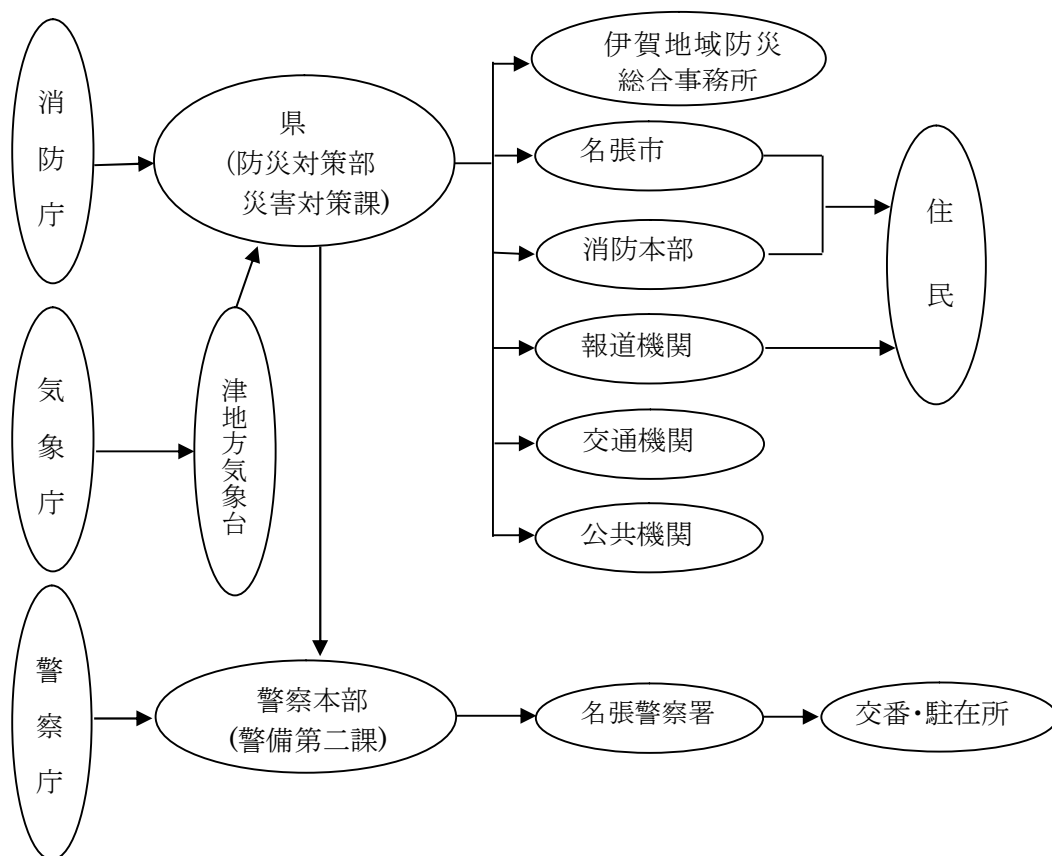 消防庁
県
(防災対策部
災害対策課)
伊賀地域防災
総合事務所
名張市
消防本部
報道機関
交通機関
公共機関
住民
気象庁
津地方気象台
警察庁
警察本部
(警備第二課)
名張警察署
交番・駐在所